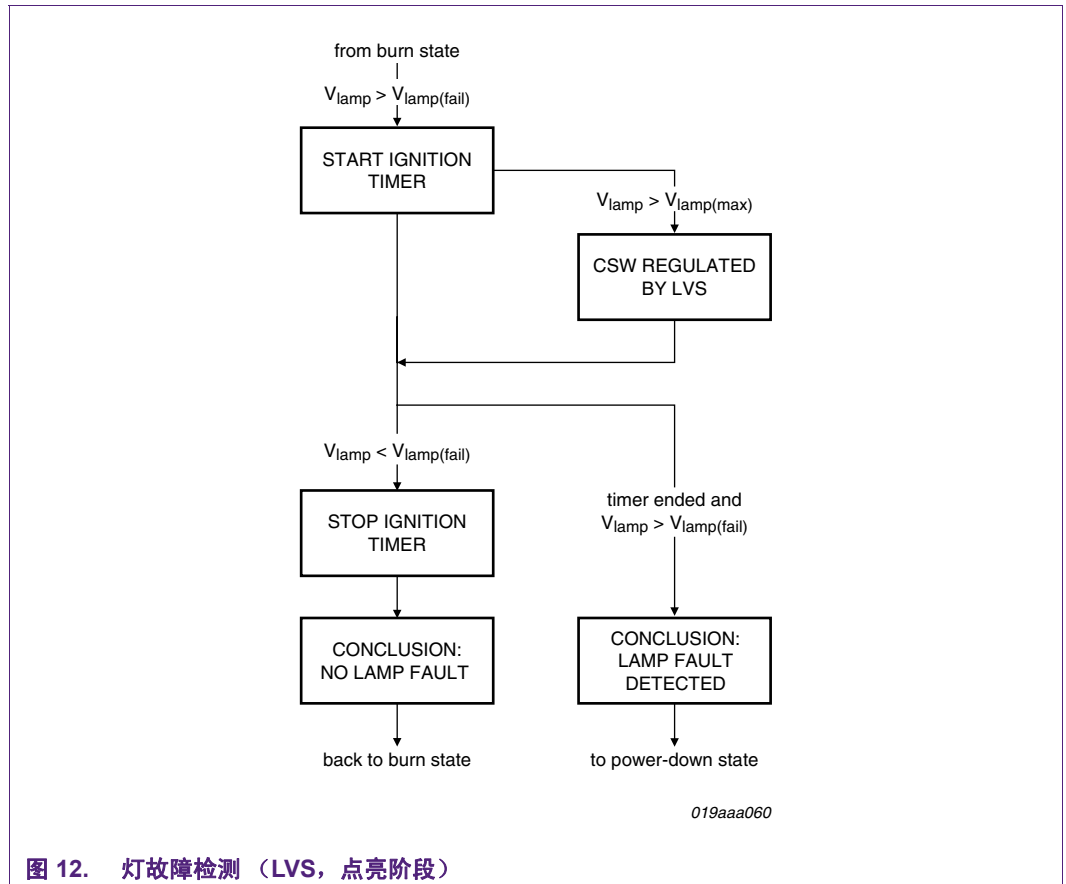 from burn state
Vlamp > Vlamp(fail)
START IGNITION
TIMER
Vlamp > Vlamp(max)
CSW REGULATED
BY LVS
Vlamp < Vlamp(fail)
timer ended and
Vlamp > Vlamp(fail)
STOP IGNITION
TIMER
CONCLUSION:
NO LAMP FAULT
CONCLUSION:
LAMP FAULT
DETECTED
back to burn state
to power-down state
019aaa060
图 12. 灯故障检测 （LVS，点亮阶段）